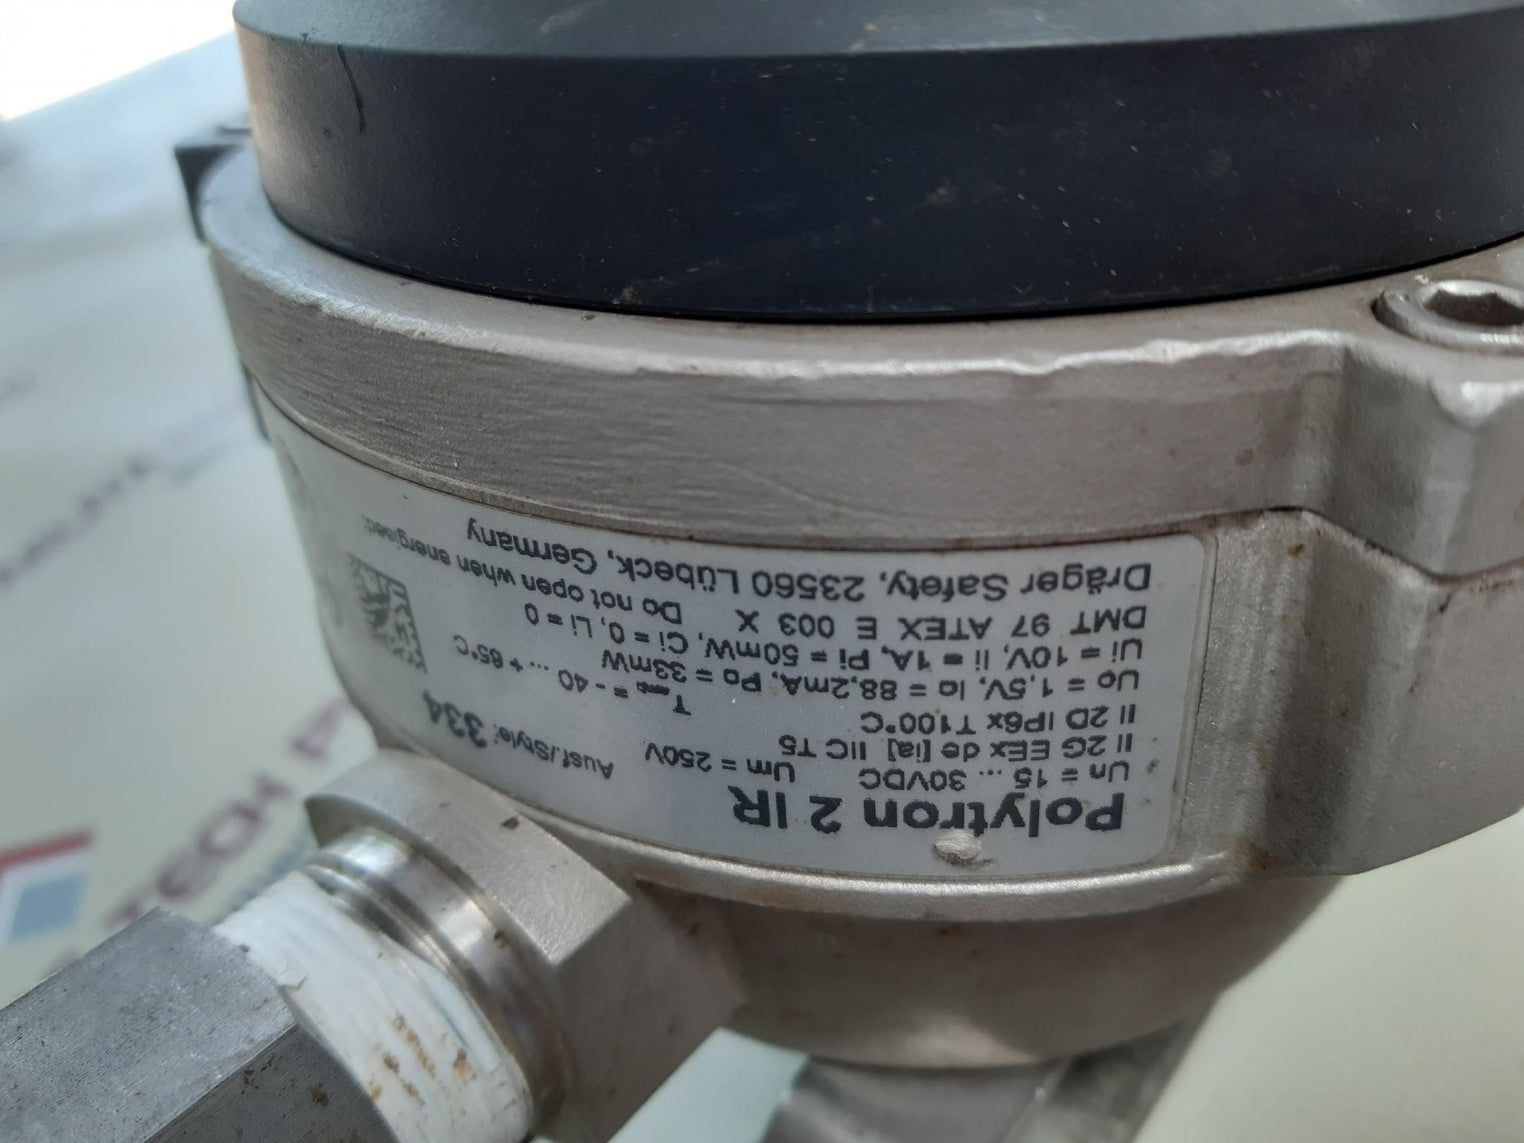 Polytron 2 IR
Un = 15 ... 30VDC Um = 250V Ausf./Style: 334
II 2G EEx de [ia] IIC T5
II 2D IP6x T100°C Tamb = - 40 ... + 65°C
Uo = 1,5V, Io = 88,2mA, Po = 33mW
Ui = 10V, Ii = 1A, Pi = 50mW, Ci = 0, Li = 0
DMT 97 ATEX E 003 X Do not open when energised.
Dräger Safety, 23560 Lübeck, Germany
TECH